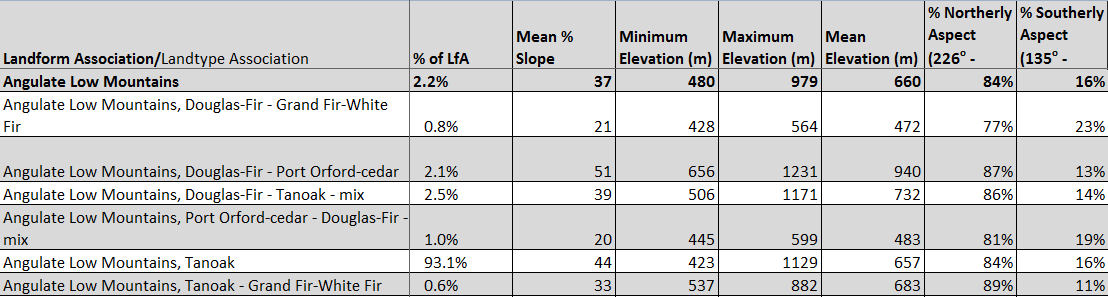 Landform Association/Landtype Association | % of LfA | Mean % Slope | Minimum Elevation (m) | Maximum Elevation (m) | Mean Elevation (m) | % Northerly Aspect (226° - | % Southerly Aspect (135° -
Angulate Low Mountains | 2.2% | 37 | 480 | 979 | 660 | 84% | 16%
Angulate Low Mountains, Douglas-Fir - Grand Fir-White Fir | 0.8% | 21 | 428 | 564 | 472 | 77% | 23%
Angulate Low Mountains, Douglas-Fir - Port Orford-cedar | 2.1% | 51 | 656 | 1231 | 940 | 87% | 13%
Angulate Low Mountains, Douglas-Fir - Tanoak - mix | 2.5% | 39 | 506 | 1171 | 732 | 86% | 14%
Angulate Low Mountains, Port Orford-cedar - Douglas-Fir - mix | 1.0% | 20 | 445 | 599 | 483 | 81% | 19%
Angulate Low Mountains, Tanoak | 93.1% | 44 | 423 | 1129 | 657 | 84% | 16%
Angulate Low Mountains, Tanoak - Grand Fir-White Fir | 0.6% | 33 | 537 | 882 | 683 | 89% | 11%